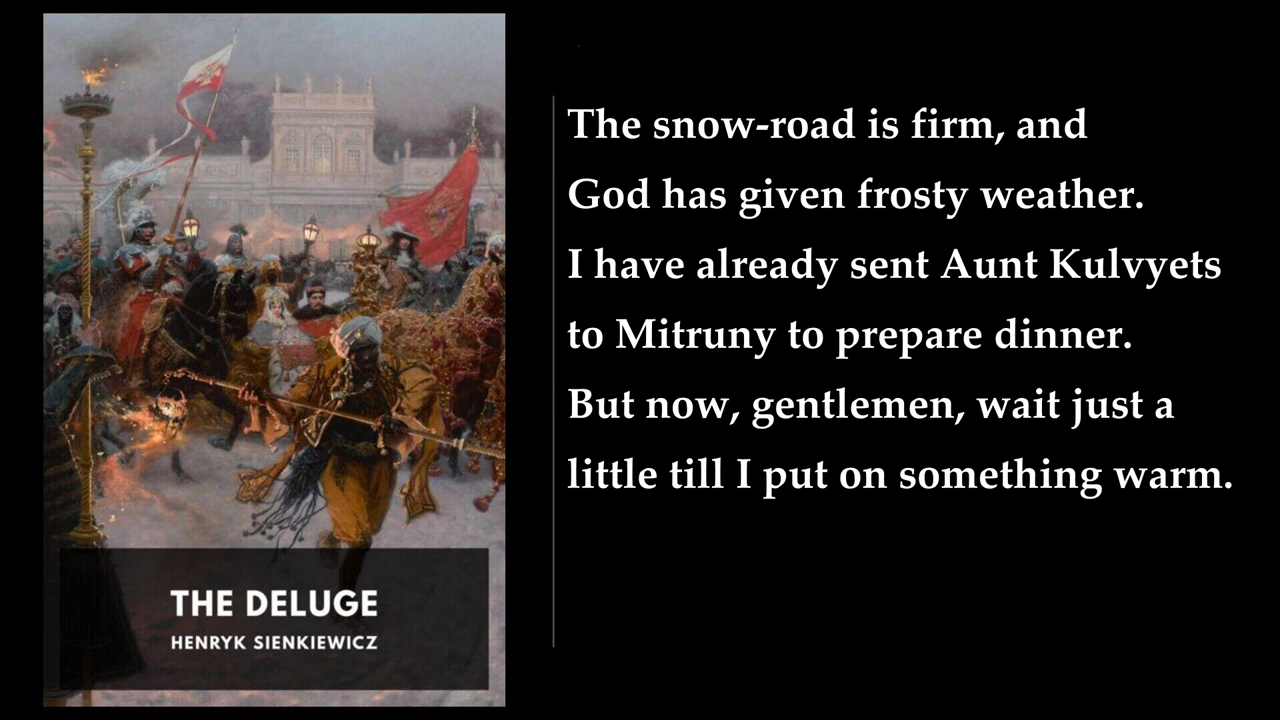 The snow-road is firm, and
God has given frosty weather.
I have already sent Aunt Kulvyets
to Mitruny to prepare dinner.
But now, gentlemen, wait just a
little till I put on something warm.
THE DELUGE
HENRYK SIENKIEWICZ